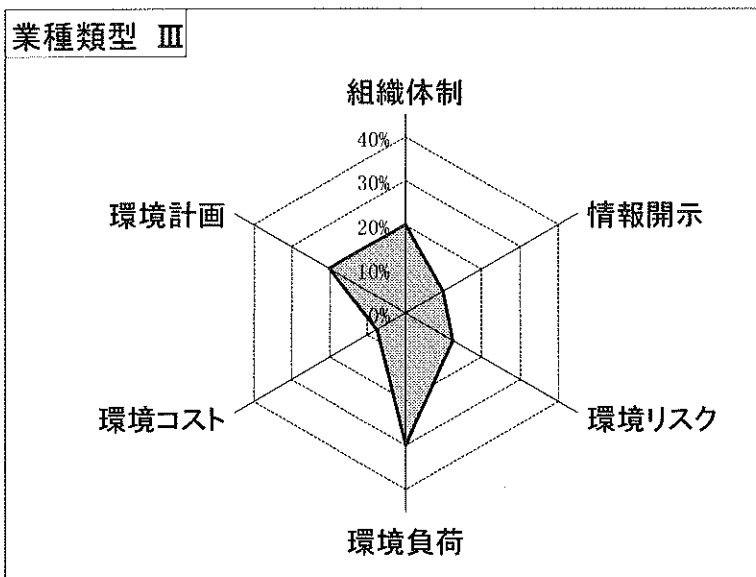 業種類型 Ⅲ
組織体制
40%
30%
20%
10%
0%
環境計画
情報開示
環境コスト
環境リスク
環境負荷